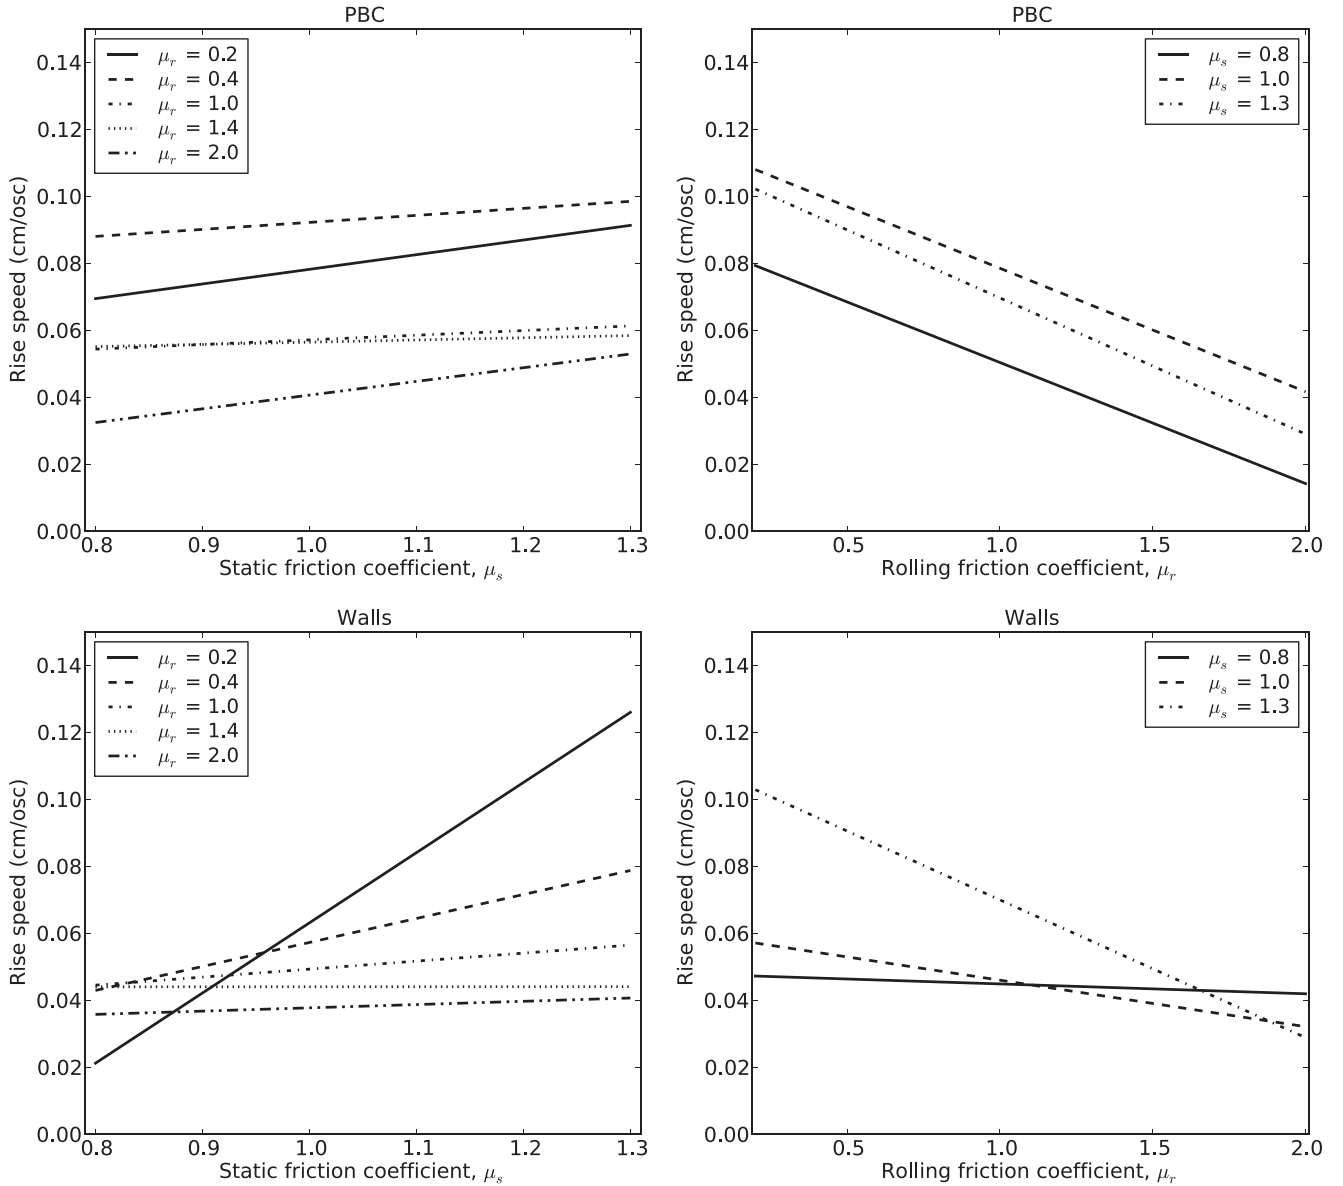 PBC
0.14
0.12
0.10
0.08
0.06
0.04
0.02
0.00
Rise speed (cm/osc)
μr = 0.2
μr = 0.4
μr = 1.0
μr = 1.4
μr = 2.0
0.8 0.9 1.0 1.1 1.2 1.3
Static friction coefficient, μs
PBC
0.14
0.12
0.10
0.08
0.06
0.04
0.02
0.00
Rise speed (cm/osc)
μs = 0.8
μs = 1.0
μs = 1.3
0.5 1.0 1.5 2.0
Rolling friction coefficient, μr
Walls
0.14
0.12
0.10
0.08
0.06
0.04
0.02
0.00
Rise speed (cm/osc)
μr = 0.2
μr = 0.4
μr = 1.0
μr = 1.4
μr = 2.0
0.8 0.9 1.0 1.1 1.2 1.3
Static friction coefficient, μs
Walls
0.14
0.12
0.10
0.08
0.06
0.04
0.02
0.00
Rise speed (cm/osc)
μs = 0.8
μs = 1.0
μs = 1.3
0.5 1.0 1.5 2.0
Rolling friction coefficient, μr